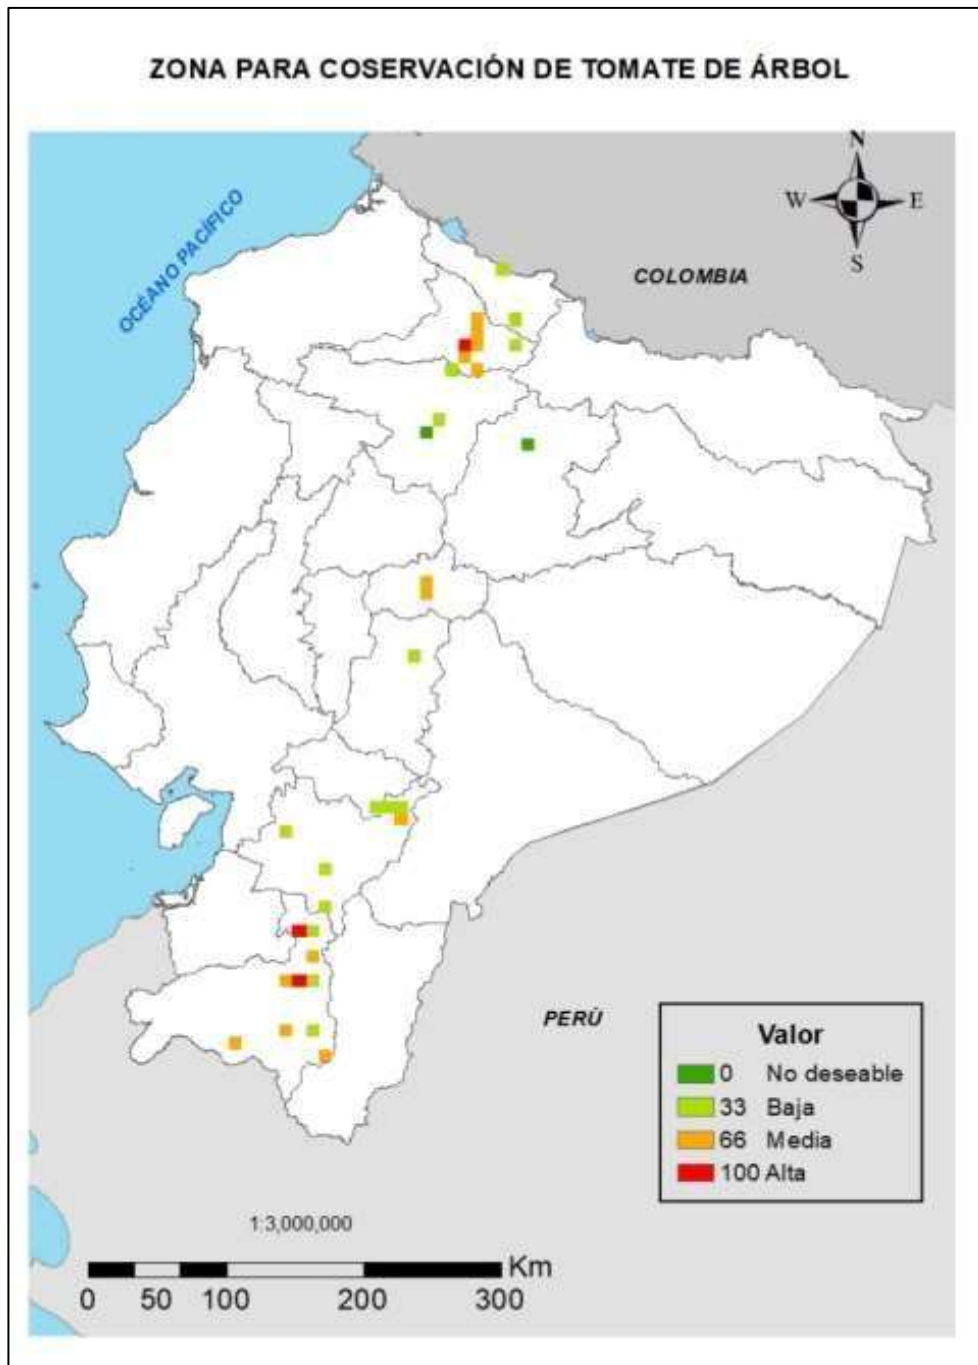 ZONA PARA COSERVACIÓN DE TOMATE DE ÁRBOL
OCÉANO PACÍFICO
N
W
E
S
COLOMBIA
PERÚ
Valor
0 No deseable
33 Baja
66 Media
100 Alta
1:3,000,000
Km
0 50 100 200 300